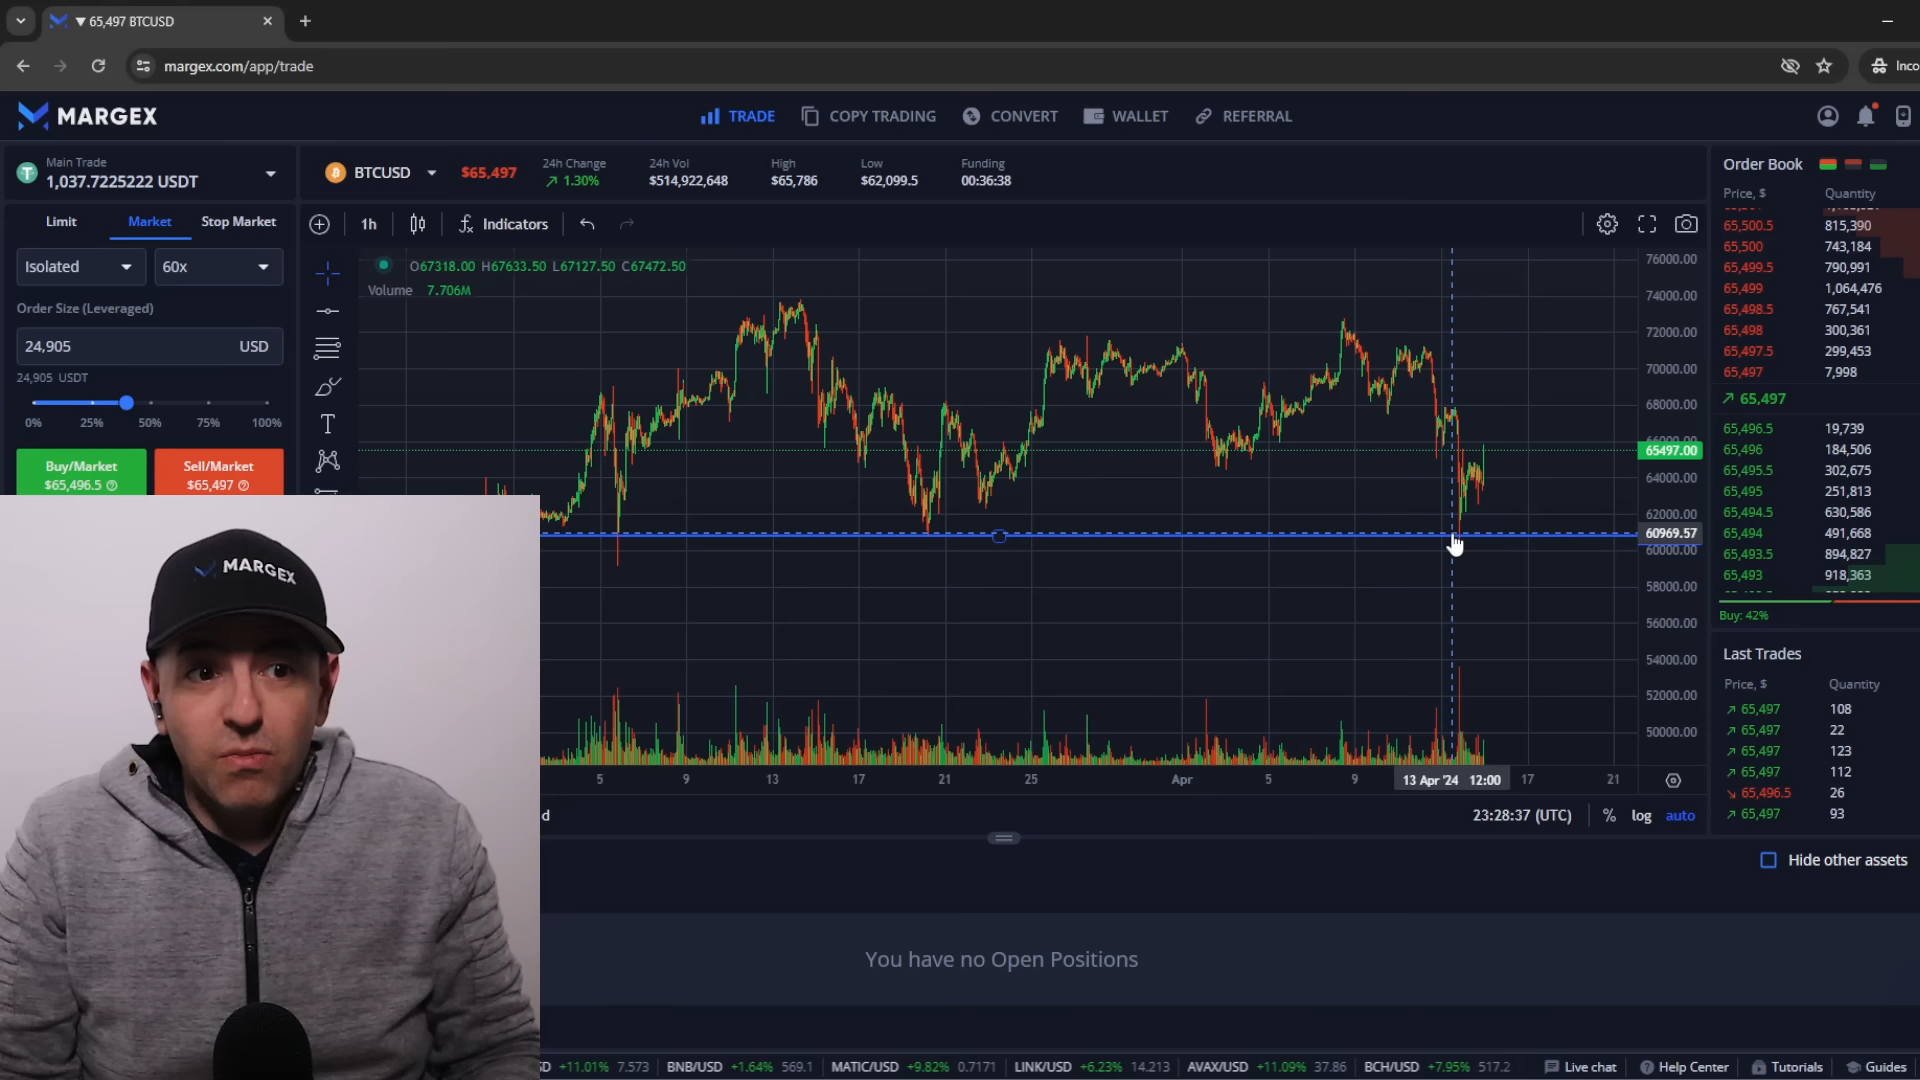 65,497 BTCUSD
margex.com/app/trade
Inco
MARGEX
TRADE
COPY TRADING
CONVERT
WALLET
REFERRAL
Main Trade
1,037.7225222 USDT
BTCUSD
$65,497
24h Change
1.30%
24h Vol
$514,922,648
High
$65,786
Low
$62,099.5
Funding
00:36:38
Limit
Market
Stop Market
Isolated
60x
Order Size (Leveraged)
24,905
USD
24,905 USDT
0% 25% 50% 75% 100%
Buy/Market
$65,496.5
Sell/Market
$65,497
1h
Indicators
O67318.00 H67633.50 L67127.50 C67472.50
Volume 7.706M
76000.00
74000.00
72000.00
70000.00
68000.00
66000.00
65497.00
64000.00
62000.00
60969.57
60000.00
58000.00
56000.00
54000.00
52000.00
50000.00
5 9 13 17 21 25 Apr 5 9 13 Apr '24 12:00 17 21
d
23:28:37 (UTC)
%
log
auto
Order Book
Price, $ Quantity
65,500.5 815,390
65,500 743,184
65,499.5 790,991
65,499 1,064,476
65,498.5 767,541
65,498 300,361
65,497.5 299,453
65,497 7,998
65,497
65,496.5 19,739
65,496 184,506
65,495.5 302,675
65,495 251,813
65,494.5 630,586
65,494 491,668
65,493.5 894,827
65,493 918,363
Buy: 42%
Last Trades
Price, $ Quantity
65,497 108
65,497 22
65,497 123
65,497 112
65,496.5 26
65,497 93
Hide other assets
You have no Open Positions
MARGEX
D +11.01% 7.573
BNB/USD +1.64% 569.1
MATIC/USD +9.82% 0.7171
LINK/USD +6.23% 14.213
AVAX/USD +11.09% 37.86
BCH/USD +7.95% 517.2
Live chat
Help Center
Tutorials
Guides